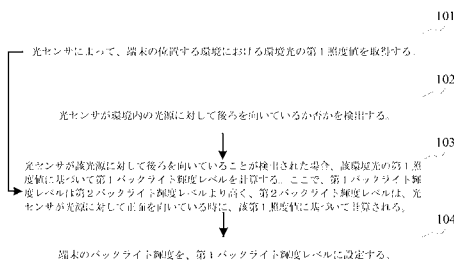 101
光センサによって、端末の位置する環境における環境光の第1照度値を取得する。
102
光センサが環境内の光源に対して後ろを向いているか否かを検出する。
103
光センサが該光源に対して後ろを向いていることが検出された場合、該環境光の第1照
度値に基づいて第1バックライト輝度レベルを計算する。ここで、第1バックライト輝
度レベルは第2バックライト輝度レベルより高く、第2バックライト輝度レベルは、光
センサが光源に対して正面を向いている時に、該第1照度値に基づいて計算される。
104
端末のバックライト輝度を、第1バックライト輝度レベルに設定する。